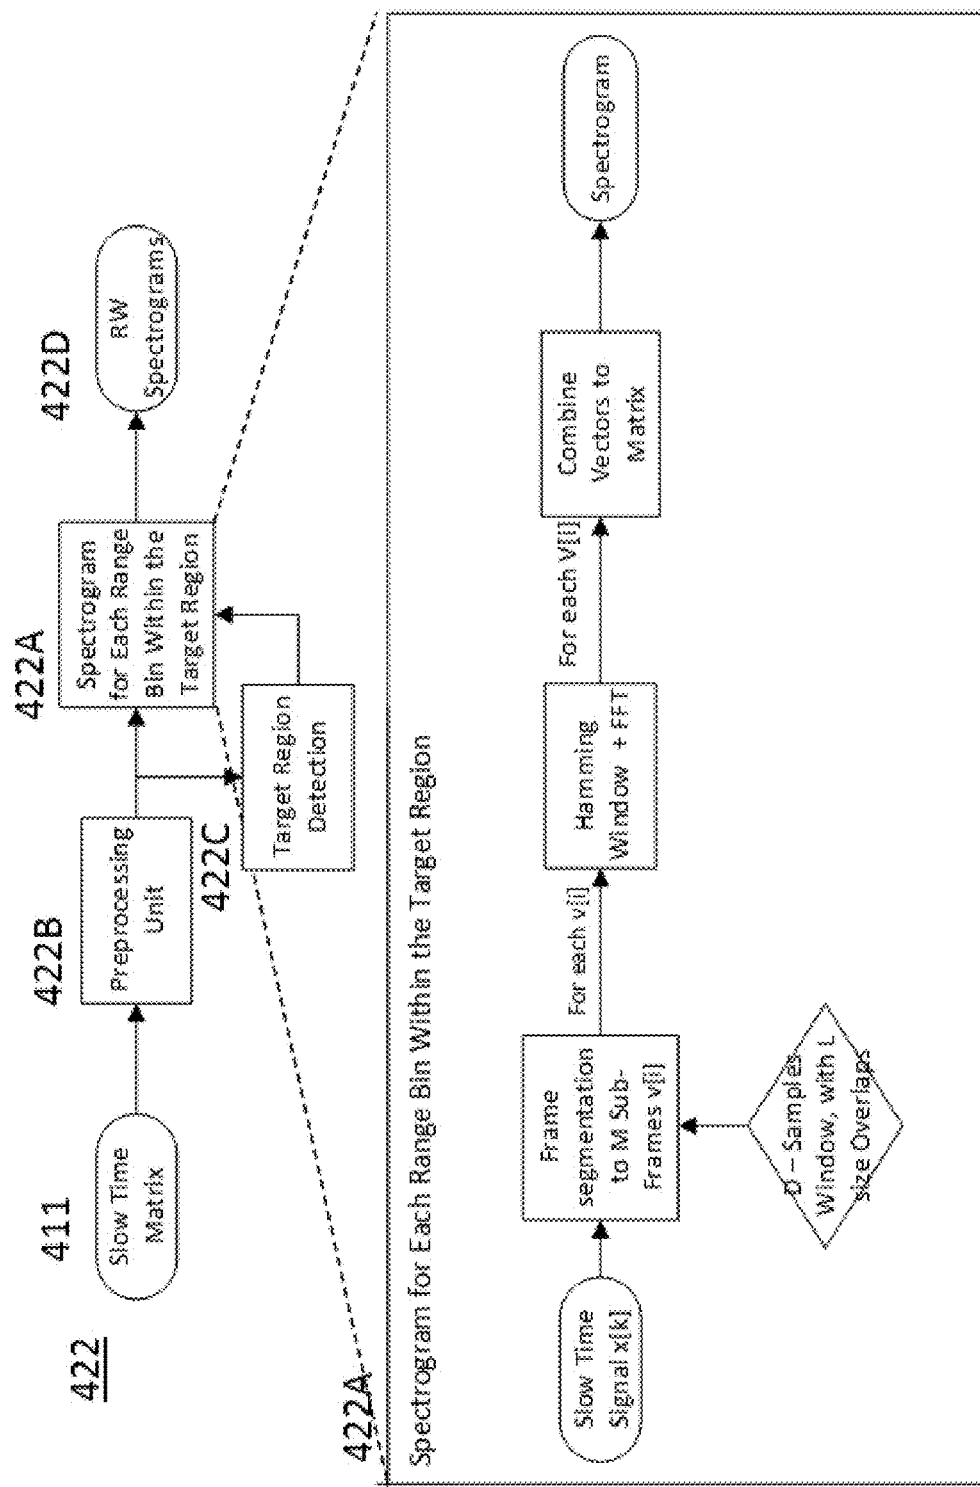 422
411
Slow Time
Matrix
422B
Preprocessing
Unit
422C
Target Region
Detection
422A
Spectrogram
for Each Range
Bin Within the
Target Region
422D
RW
Spectrograms
422A
Spectrogram for Each Range Bin Within the Target Region
Slow Time
Signal x[k]
Frame
segmentation
to M Sub-
Frames v[i]
D – Samples
Window, with L
size Overlaps
For each v[i]
Hamming
Window + FFT
For each V[i]
Combine
Vectors to
Matrix
Spectrogram